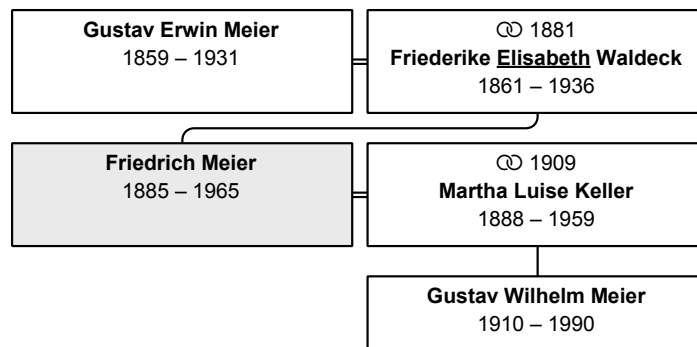 Gustav Erwin Meier
1859 – 1931
⚭ 1881
Friederike Elisabeth Waldeck
1861 – 1936
Friedrich Meier
1885 – 1965
⚭ 1909
Martha Luise Keller
1888 – 1959
Gustav Wilhelm Meier
1910 – 1990